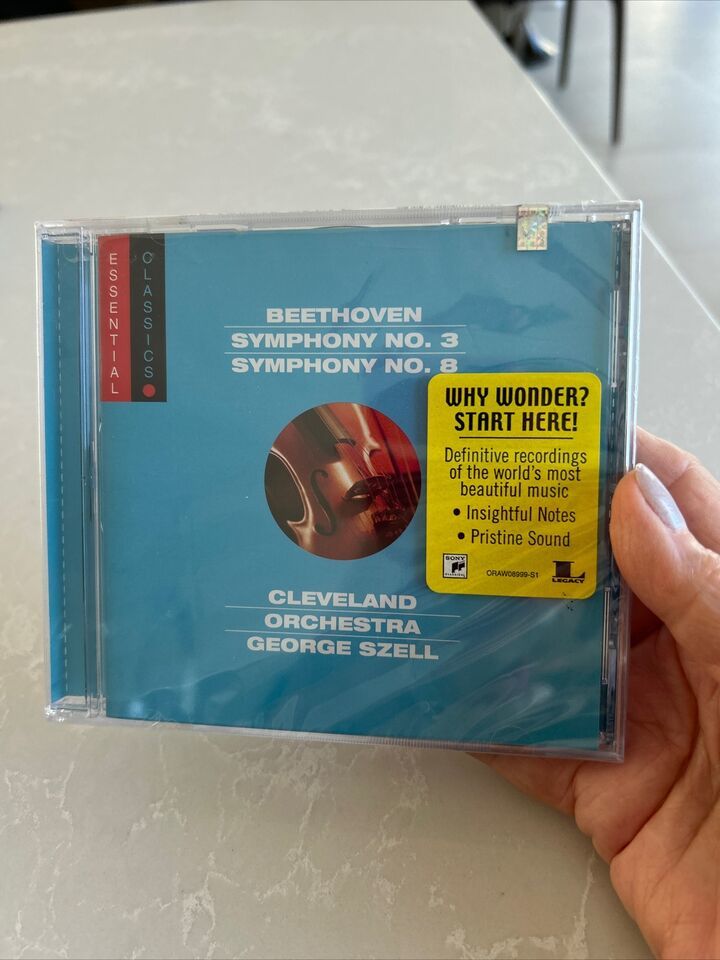 ESSENTIAL
CLASSICS
BEETHOVEN
SYMPHONY NO. 3
SYMPHONY NO. 8
WHY WONDER?
START HERE!
Definitive recordings
of the world's most
beautiful music
• Insightful Notes
• Pristine Sound
SONY
CLASSICAL
ORAW08999-S1
L
LEGACY
CLEVELAND
ORCHESTRA
GEORGE SZELL